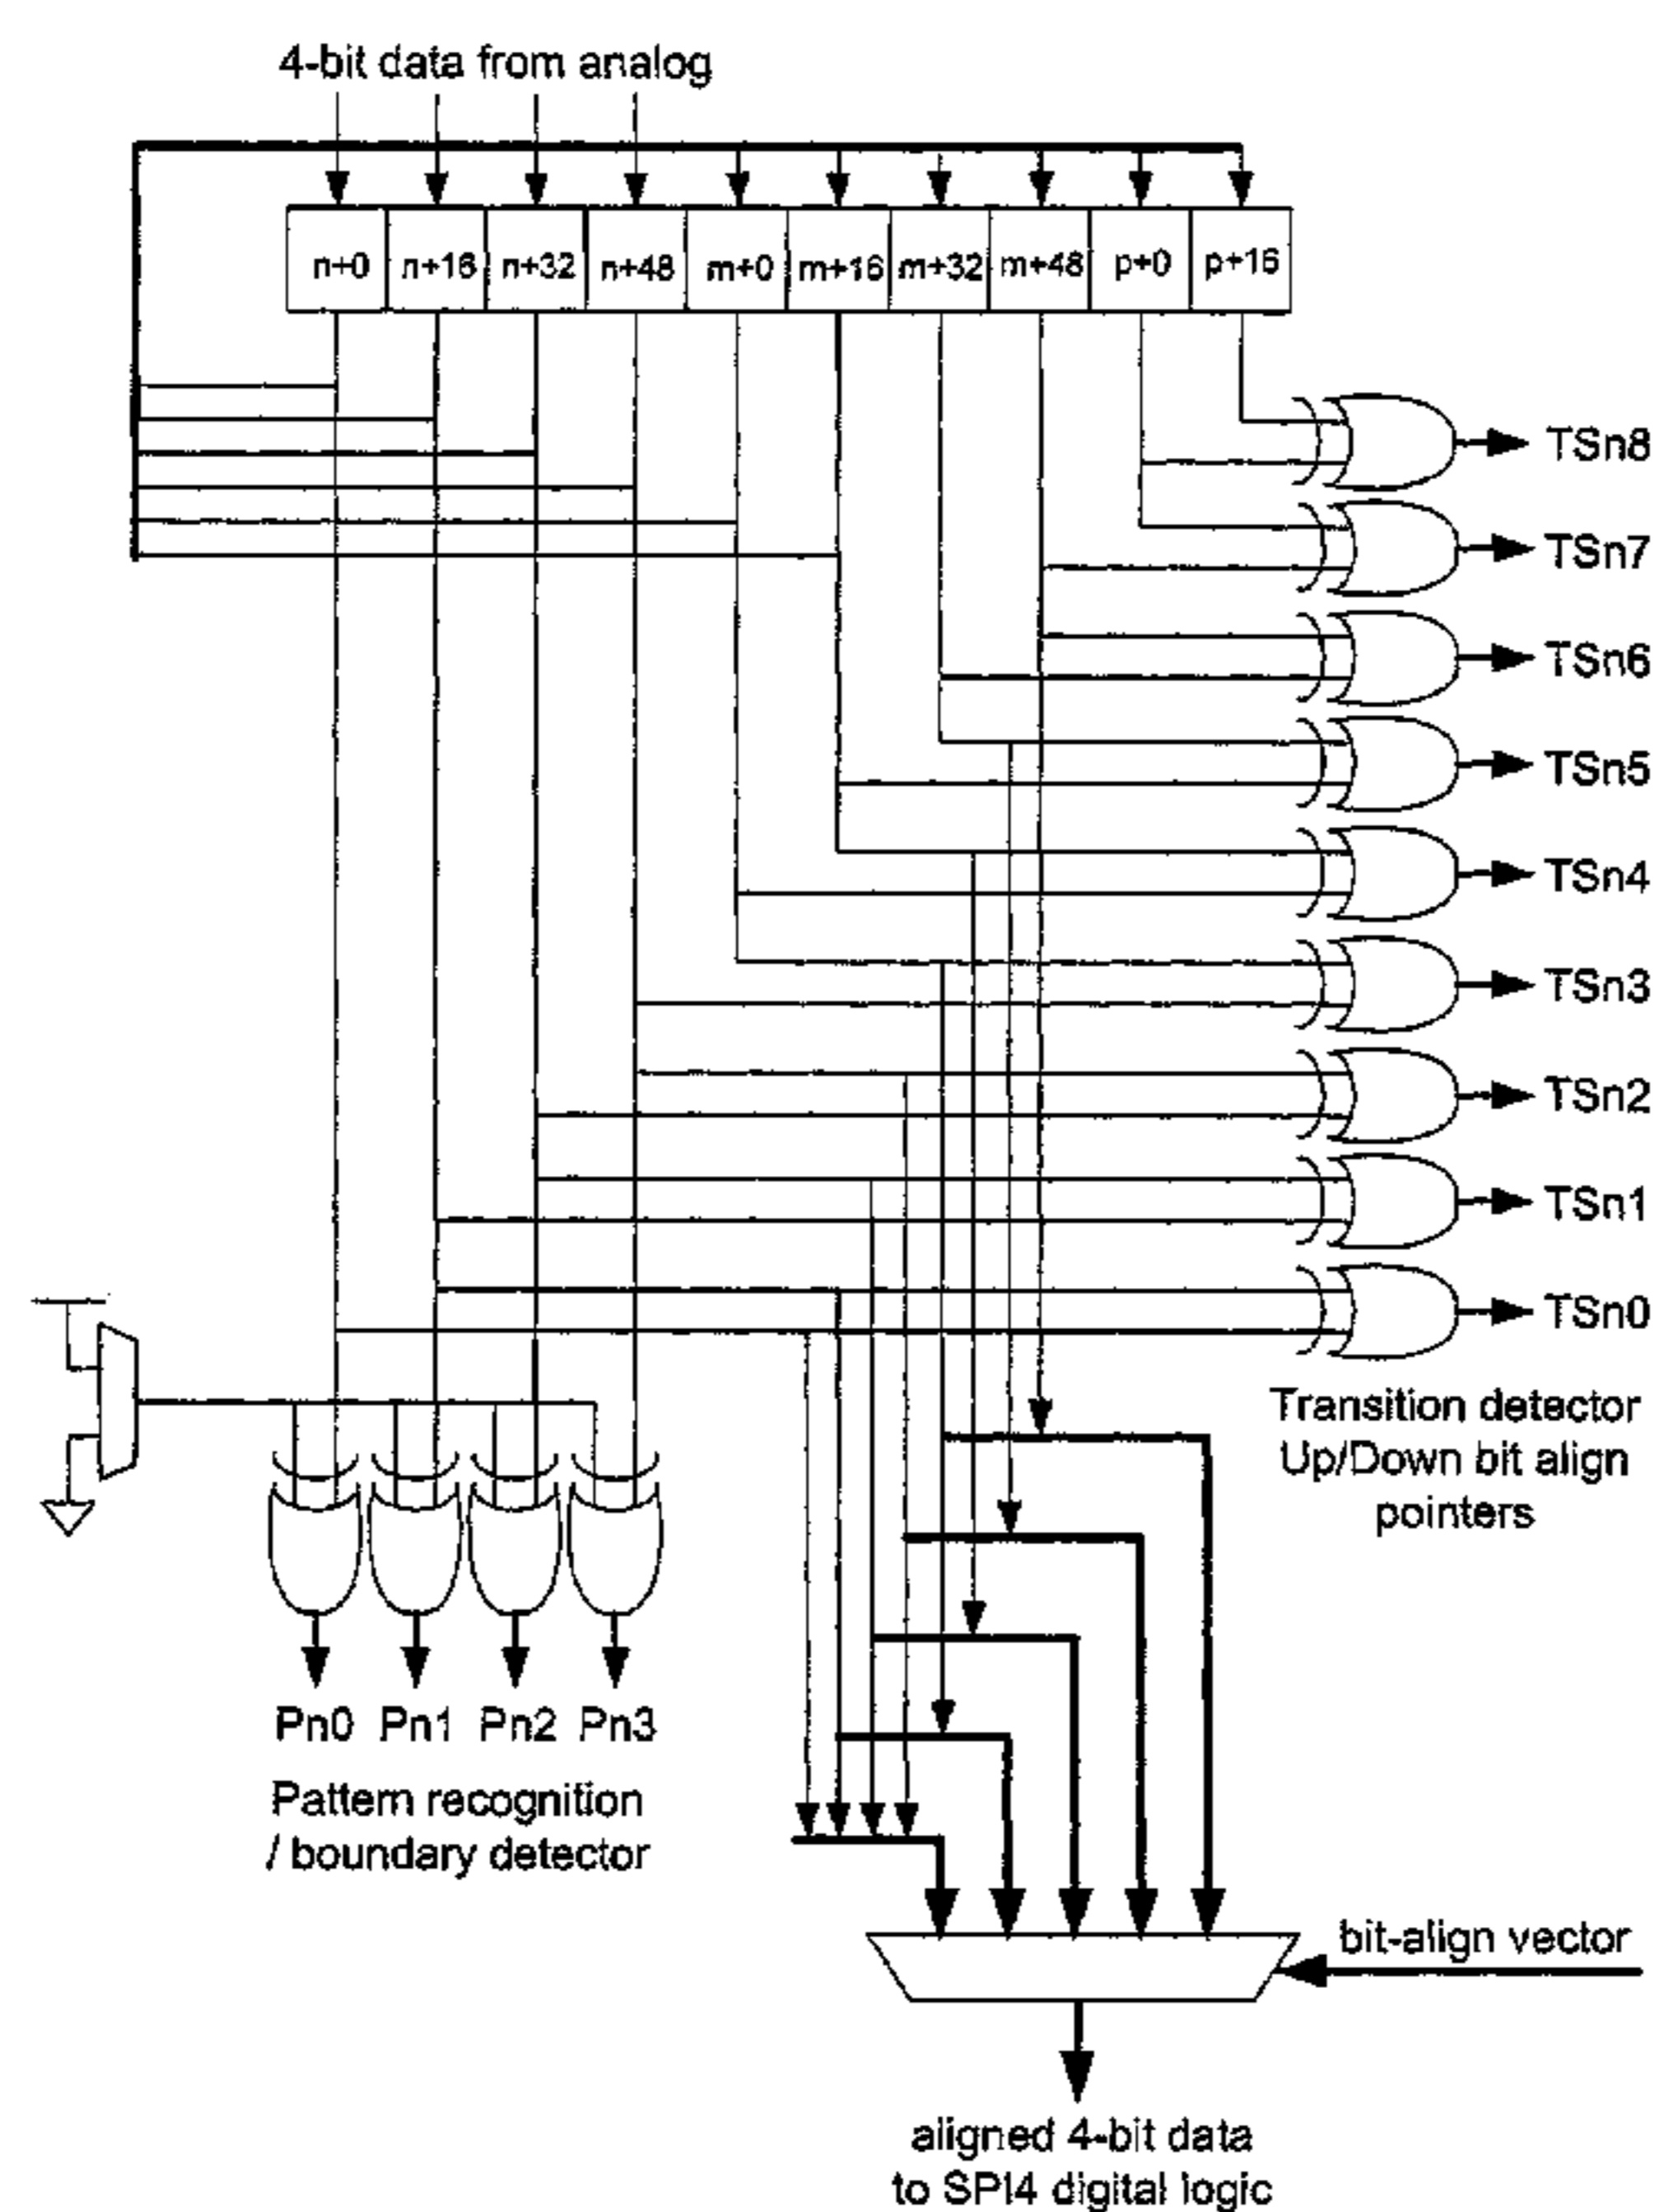 4-bit data from analog
n+0 n+16 n+32 n+48 m+0 m+16 m+32 m+48 p+0 p+16
TSn8
TSn7
TSn6
TSn5
TSn4
TSn3
TSn2
TSn1
TSn0
Transition detector
Up/Down bit align
pointers
Pn0 Pn1 Pn2 Pn3
Pattern recognition
/ boundary detector
bit-align vector
aligned 4-bit data
to SPI4 digital logic